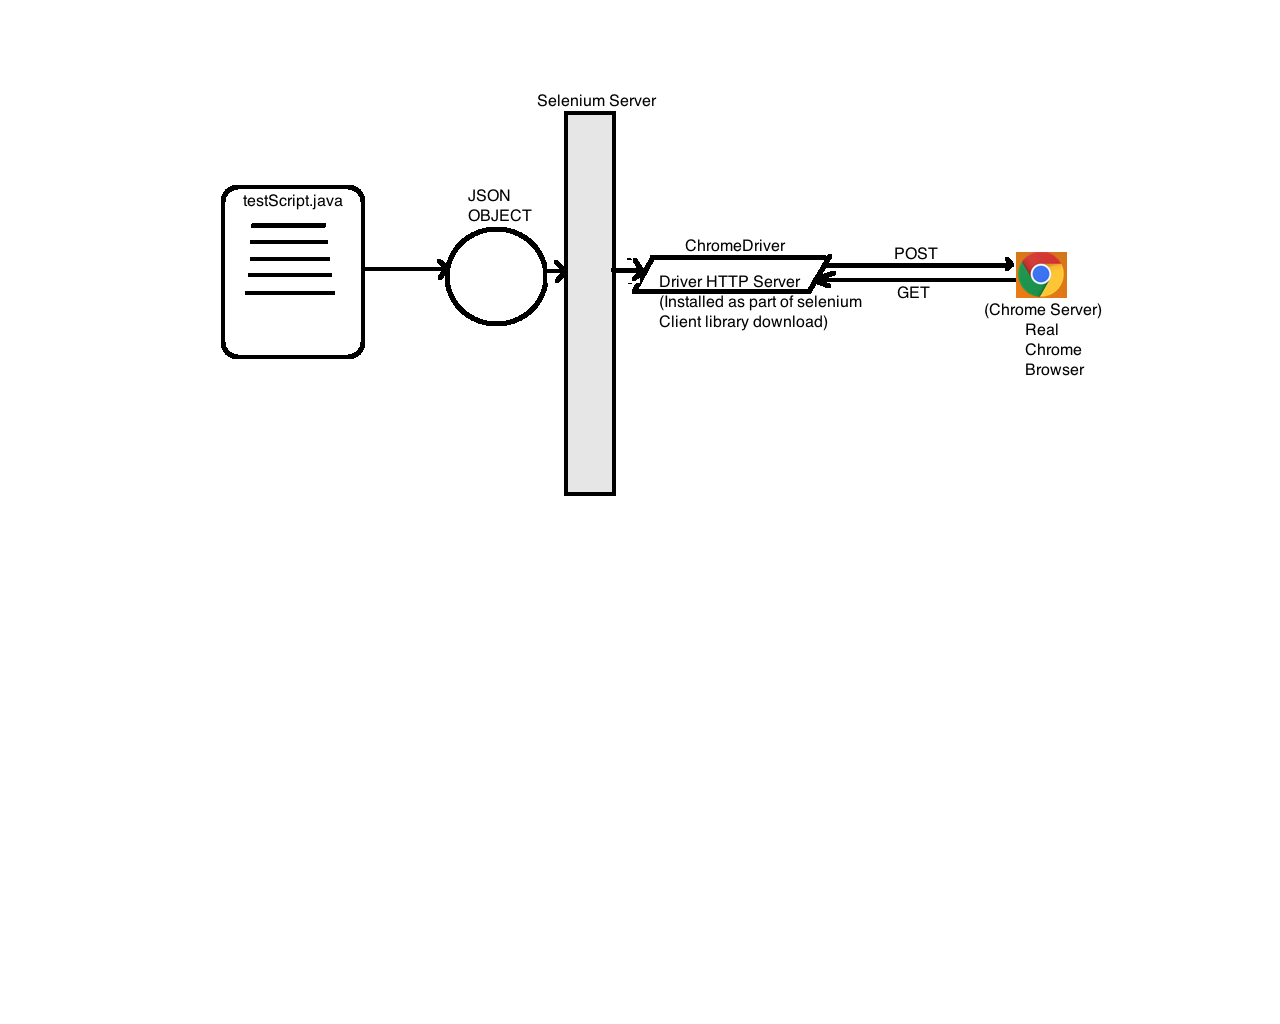 Selenium Server
testScript.java
JSON
OBJECT
ChromeDriver
Driver HTTP Server
(Installed as part of selenium
Client library download)
POST
GET
(Chrome Server)
Real
Chrome
Browser